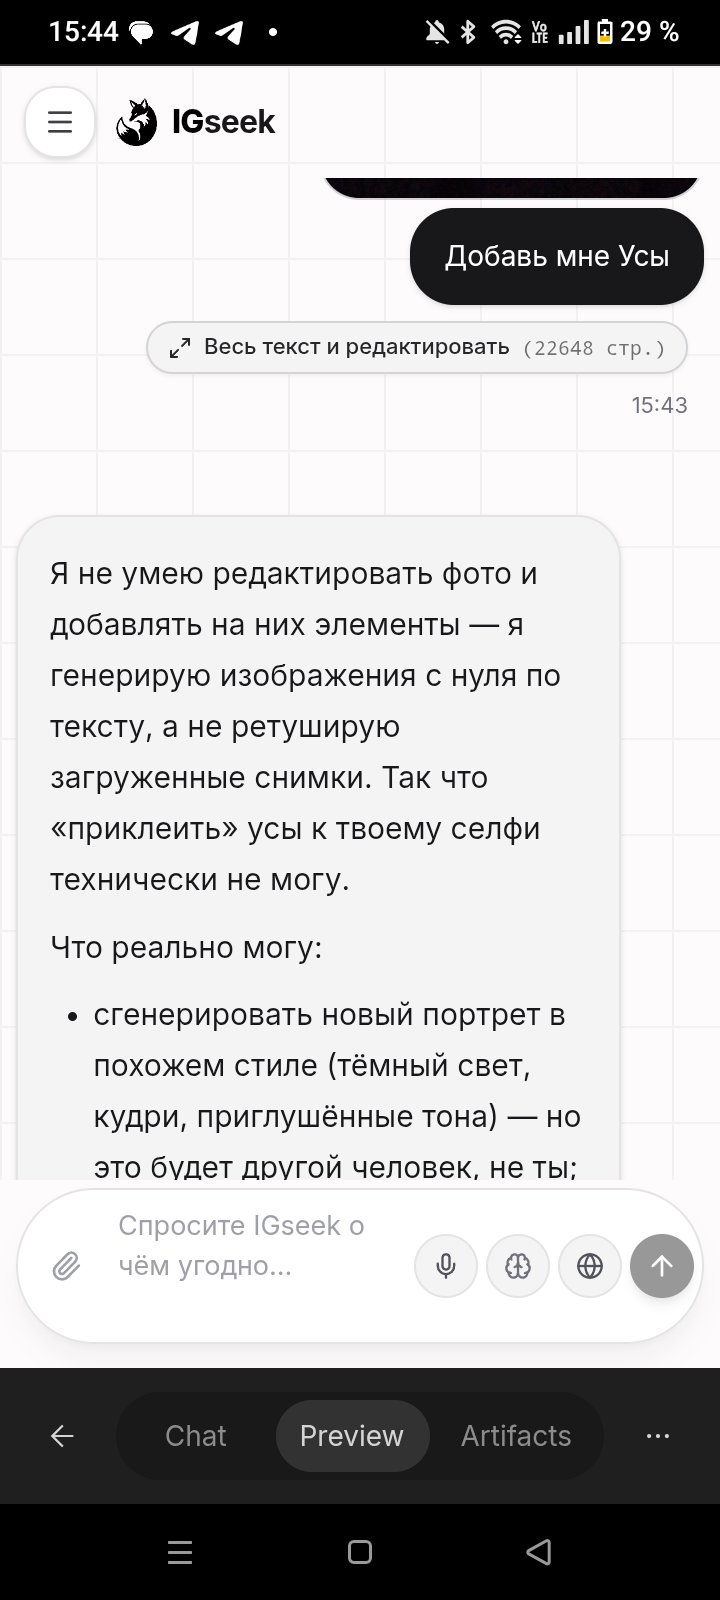 15:44
Vo LTE
29 %
IGseek
Добавь мне Усы
Весь текст и редактировать (22648 стр.)
15:43
Я не умею редактировать фото и
добавлять на них элементы — я
генерирую изображения с нуля по
тексту, а не ретуширую
загруженные снимки. Так что
«приклеить» усы к твоему селфи
технически не могу.
Что реально могу:
• сгенерировать новый портрет в
похожем стиле (тёмный свет,
кудри, приглушённые тона) — но
это будет другой человек, не ты;
Спросите IGseek о
чём угодно...
Chat
Preview
Artifacts